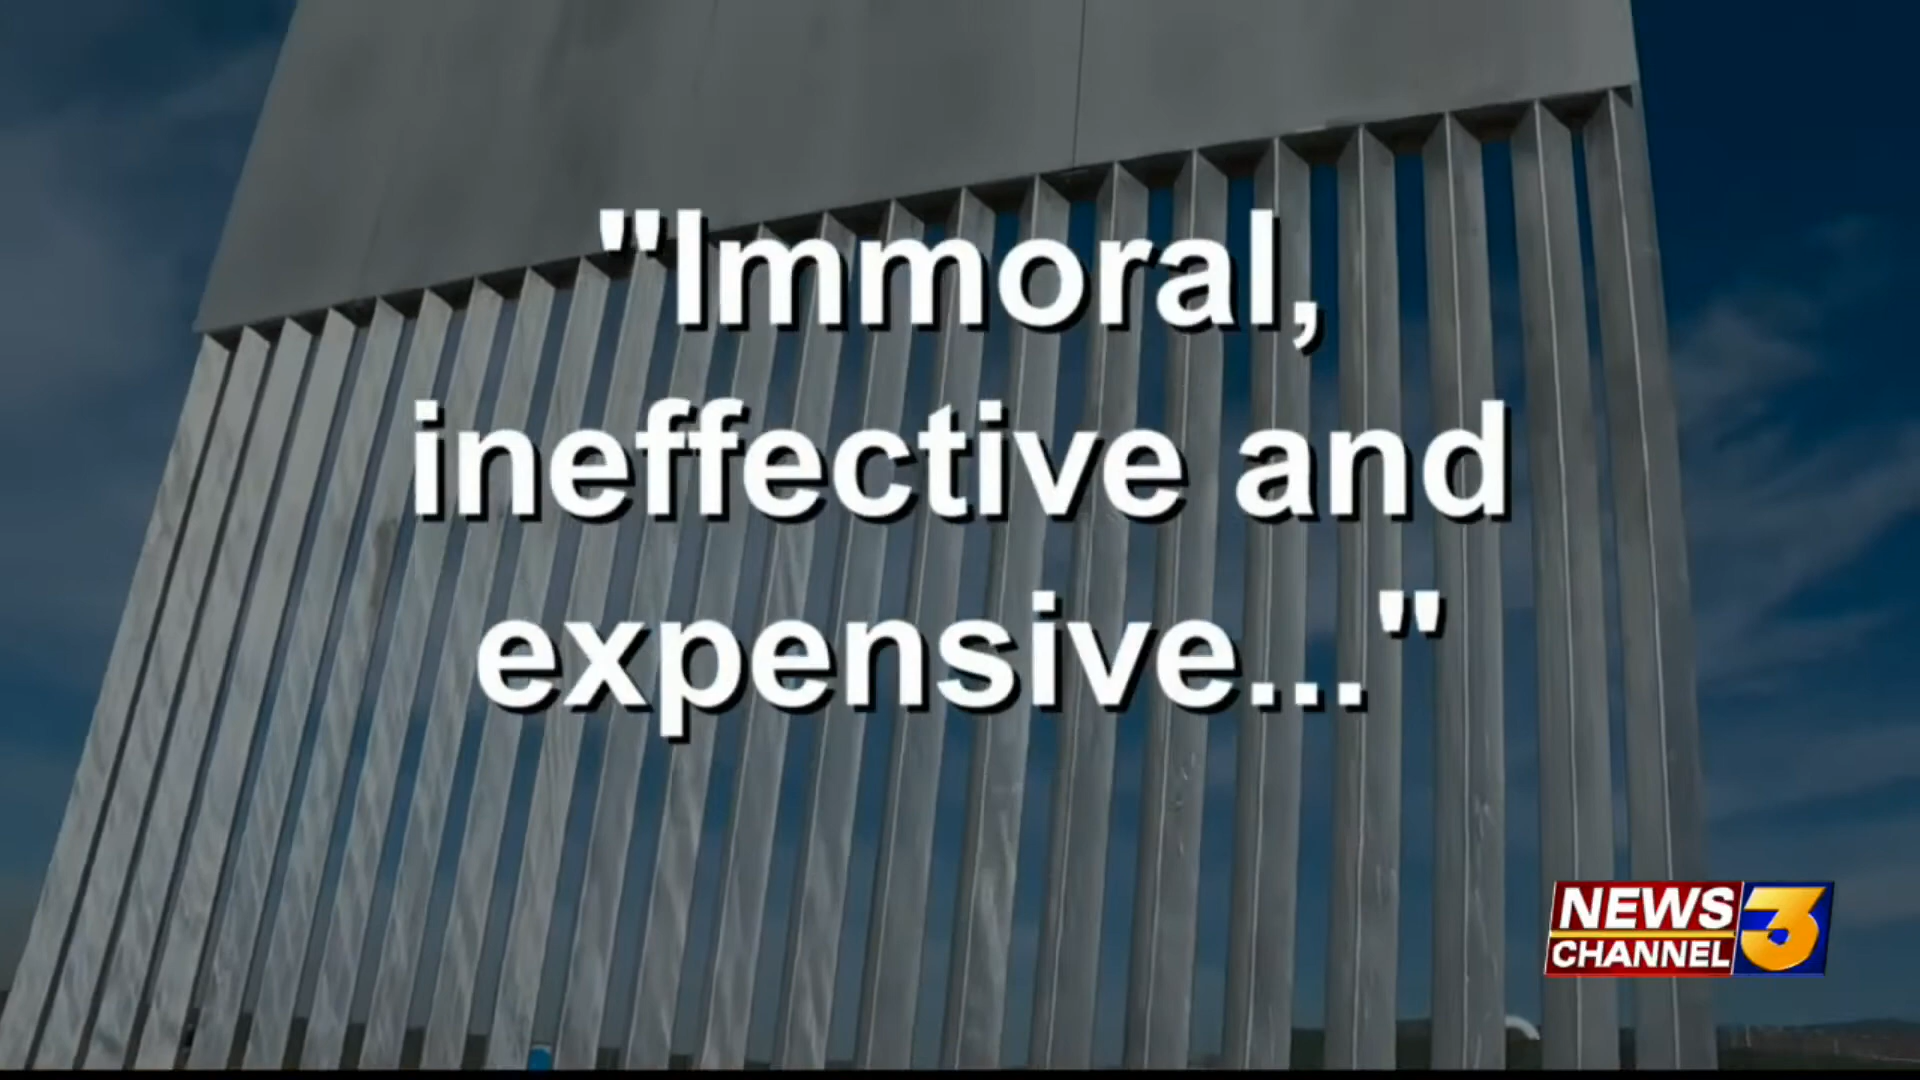 "Immoral,
ineffective and
expensive..."
NEWS
CHANNEL 3